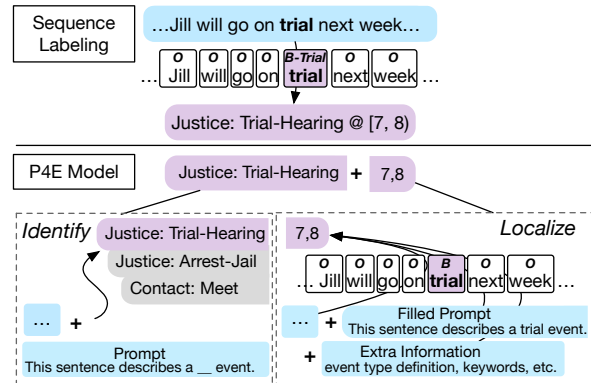 Sequence
Labeling
…Jill will go on trial next week…
O O O O B-Trial O O
… Jill will go on trial next week …
Justice: Trial-Hearing @ [7, 8)
P4E Model
Justice: Trial-Hearing + 7,8
Identify
Justice: Trial-Hearing
Justice: Arrest-Jail
Contact: Meet
… +
Prompt
This sentence describes a __ event.
Localize
7,8
O O O O B O O
… Jill will go on trial next week …
… + Filled Prompt
This sentence describes a trial event.
+ Extra Information
event type definition, keywords, etc.